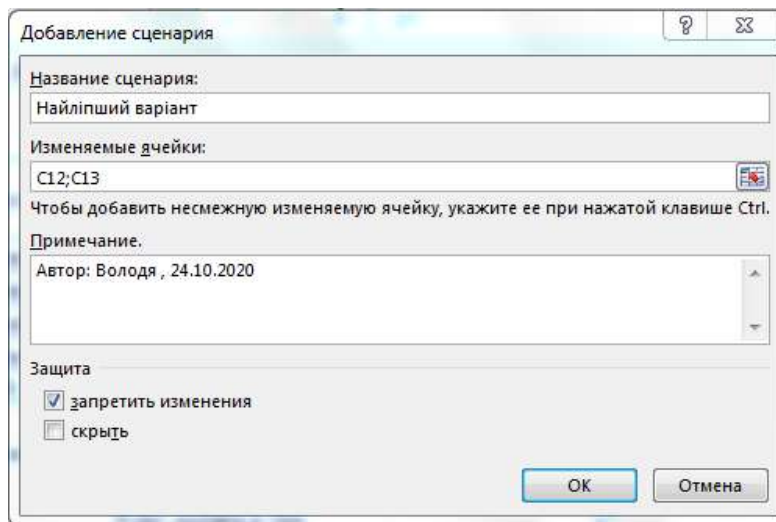 Добавление сценария
Название сценария:
Найліпший варіант
Изменяемые ячейки:
C12;C13
Чтобы добавить несмежную изменяемую ячейку, укажите ее при нажатой клавише Ctrl.
Примечание.
Автор: Володя , 24.10.2020
Защита
запретить изменения
скрыть
ОК
Отмена